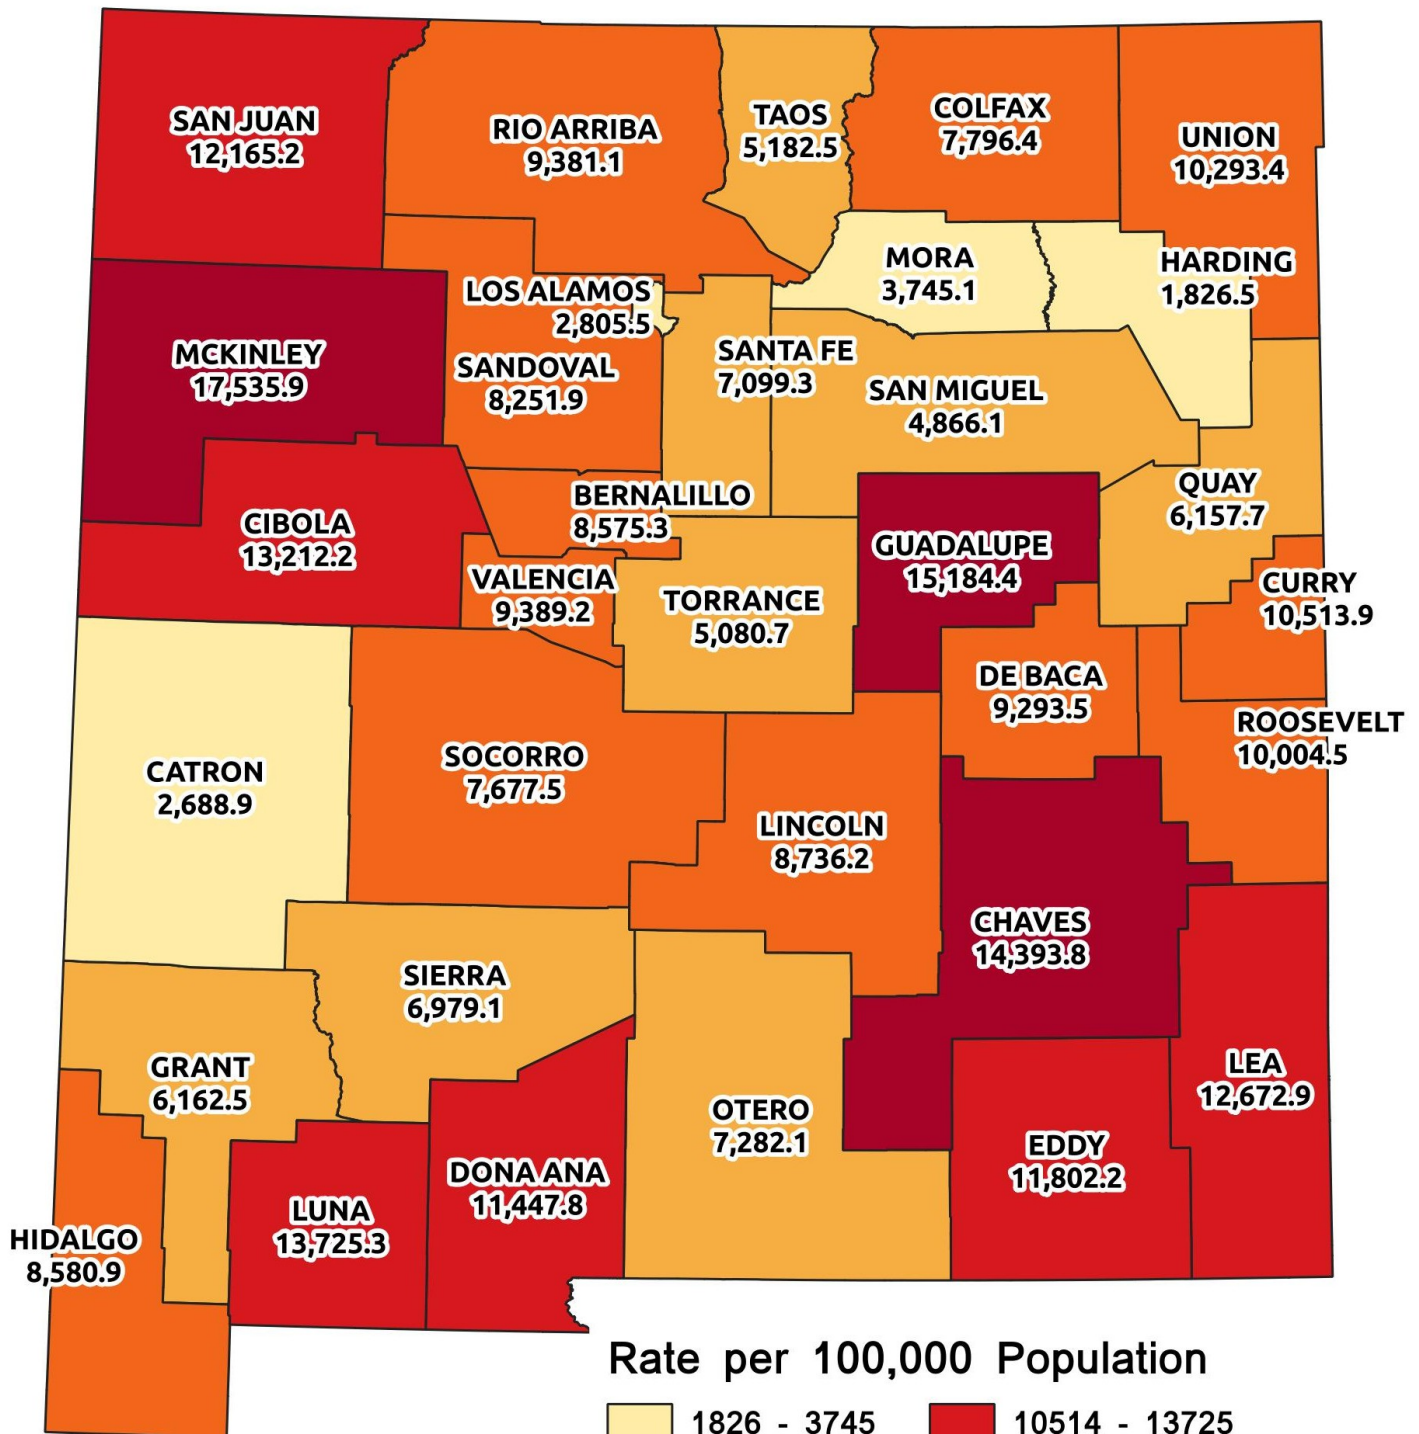 SAN JUAN
12,165.2
RIO ARRIBA
9,381.1
TAOS
5,182.5
COLFAX
7,796.4
UNION
10,293.4
MORA
3,745.1
HARDING
1,826.5
LOS ALAMOS
2,805.5
MCKINLEY
17,535.9
SANDOVAL
8,251.9
SANTA FE
7,099.3
SAN MIGUEL
4,866.1
QUAY
6,157.7
BERNALILLO
8,575.3
CIBOLA
13,212.2
GUADALUPE
15,184.4
VALENCIA
9,389.2
TORRANCE
5,080.7
CURRY
10,513.9
DE BACA
9,293.5
ROOSEVELT
10,004.5
CATRON
2,688.9
SOCORRO
7,677.5
LINCOLN
8,736.2
CHAVES
14,393.8
SIERRA
6,979.1
GRANT
6,162.5
LEA
12,672.9
OTERO
7,282.1
EDDY
11,802.2
DONA ANA
11,447.8
LUNA
13,725.3
HIDALGO
8,580.9
Rate per 100,000 Population
1826 - 3745
10514 - 13725